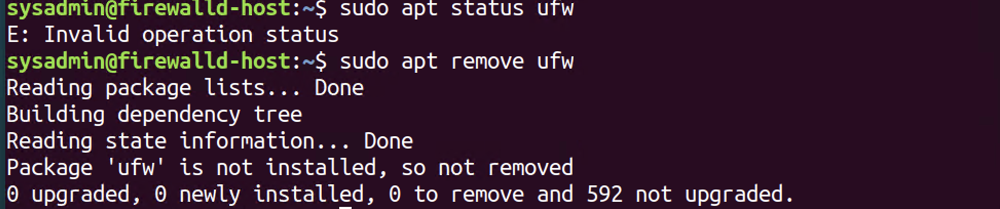 sysadmin@firewalld-host:~$ sudo apt status ufw
E: Invalid operation status
sysadmin@firewalld-host:~$ sudo apt remove ufw
Reading package lists... Done
Building dependency tree
Reading state information... Done
Package 'ufw' is not installed, so not removed
0 upgraded, 0 newly installed, 0 to remove and 592 not upgraded.